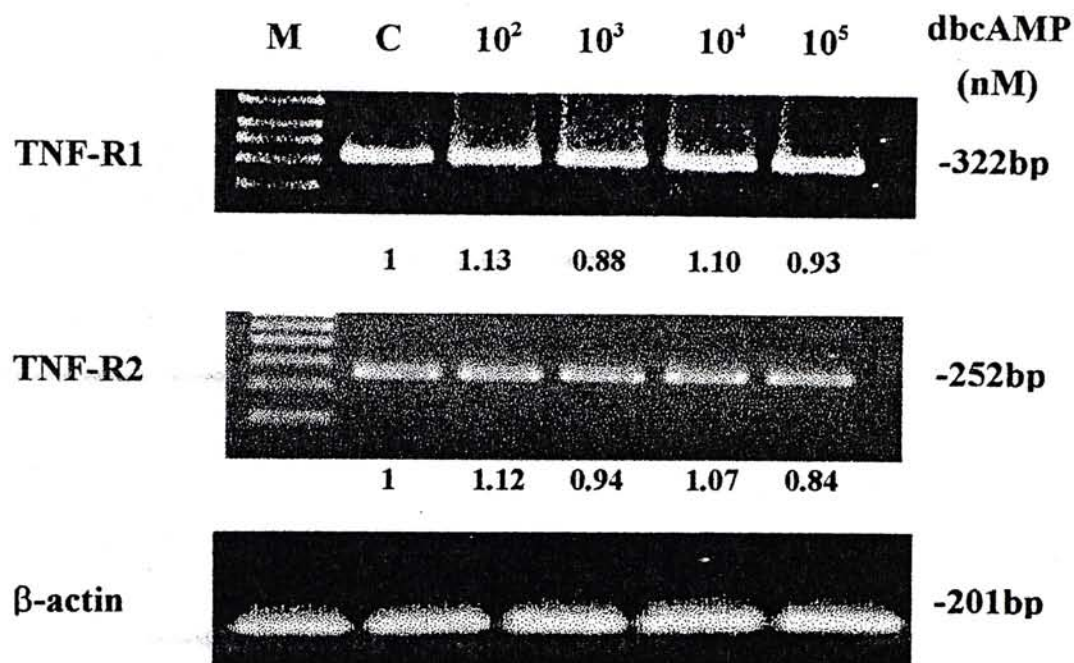 M C 10² 10³ 10⁴ 10⁵ dbcAMP
(nM)
TNF-R1 -322bp
1 1.13 0.88 1.10 0.93
TNF-R2 -252bp
1 1.12 0.94 1.07 0.84
β-actin -201bp